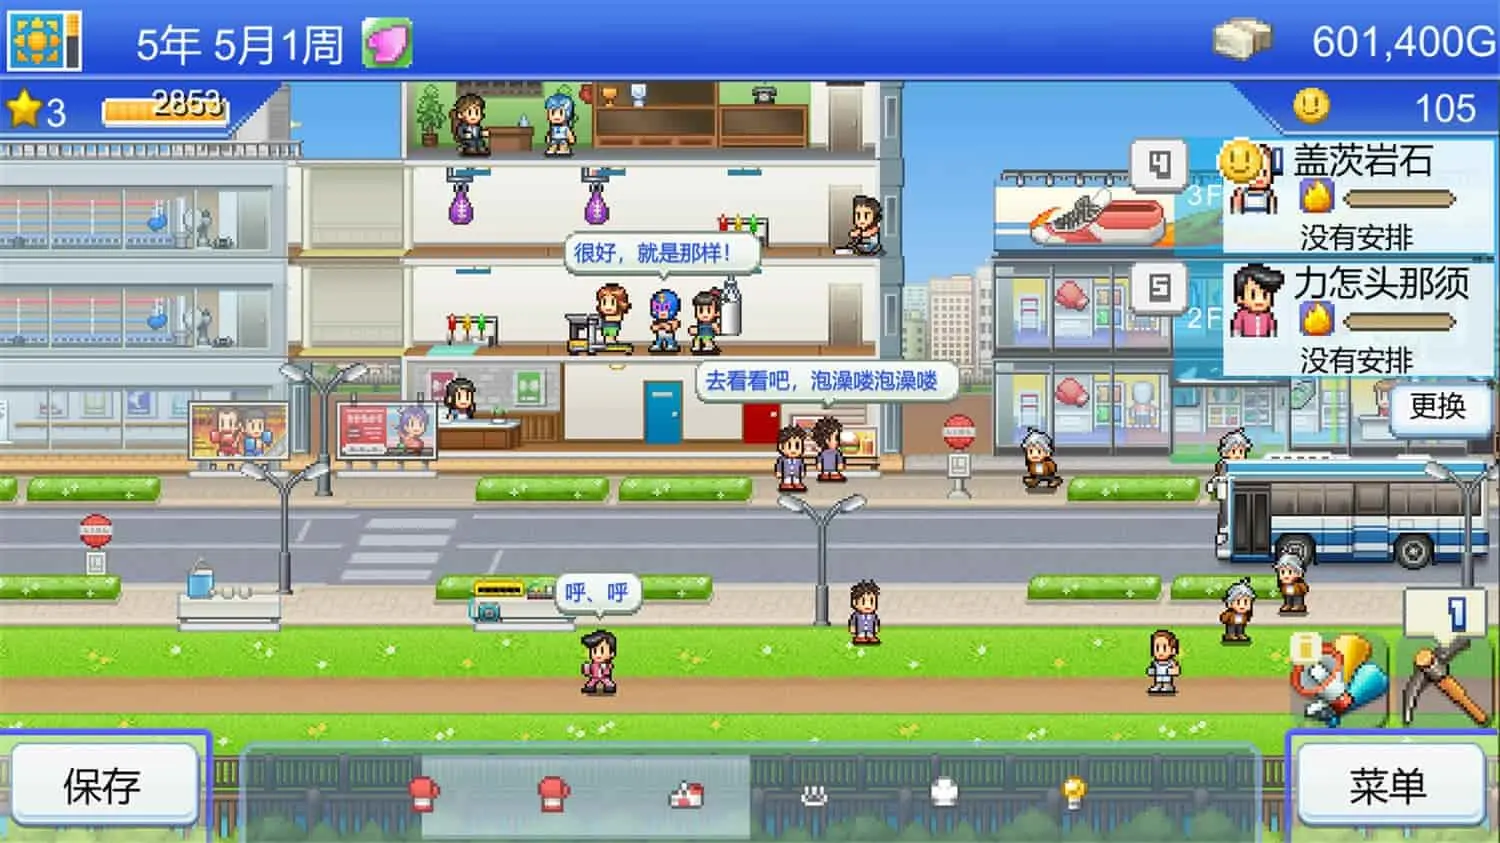 5年 5月1周
601,400G
3
2853
105
4
盖茨岩石
3F
没有安排
很好，就是那样！
5
力怎头那须
2F
没有安排
去看看吧，泡澡喽泡澡喽
更换
呼、呼
1
保存
菜单